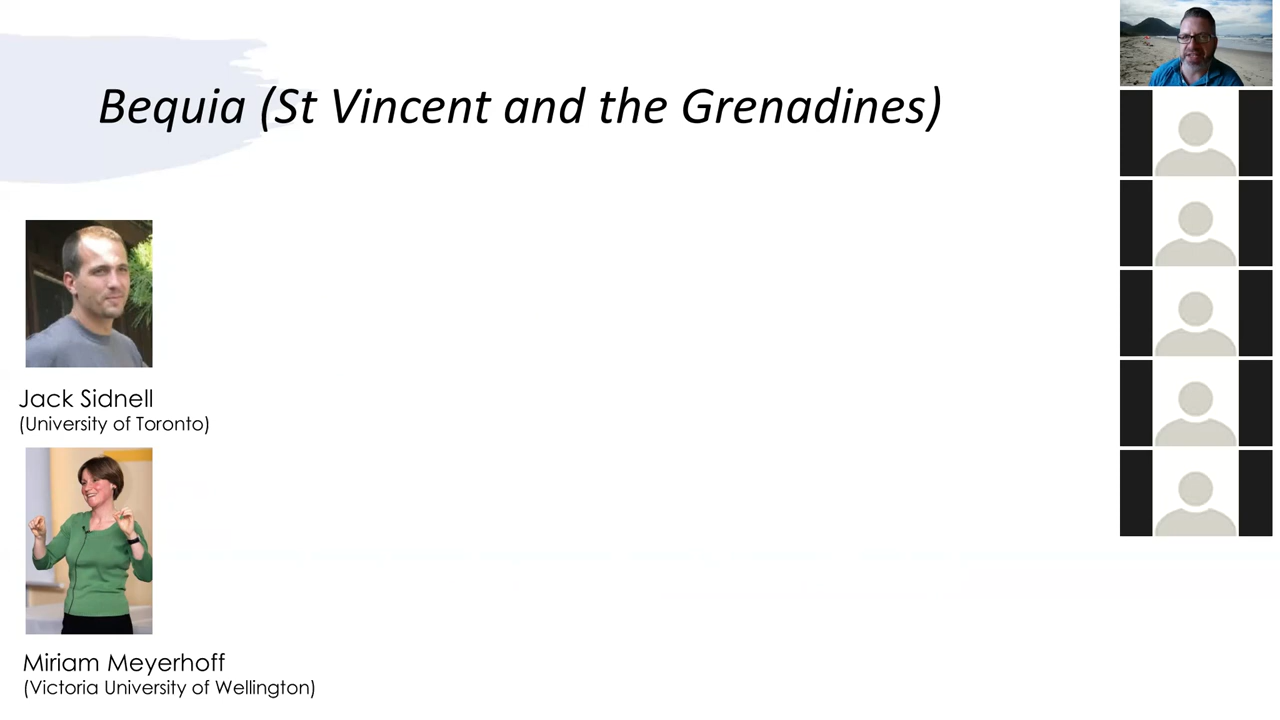 Bequia (St Vincent and the Grenadines)
Jack Sidnell
(University of Toronto)
Miriam Meyerhoff
(Victoria University of Wellington)